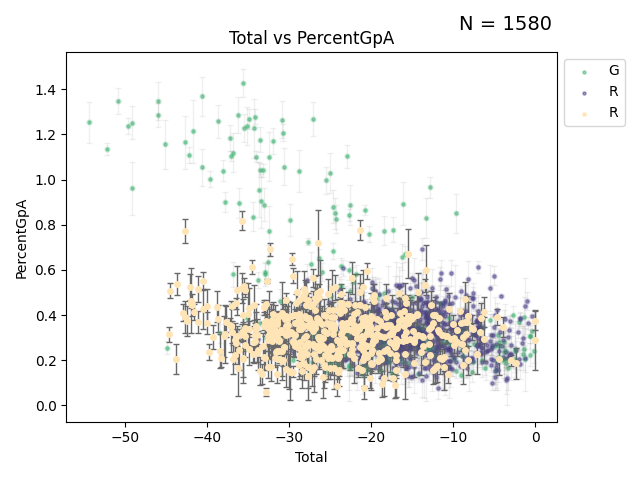 N = 1580
Total vs PercentGpA
G
R
R
PercentGpA
1.4
1.2
1.0
0.8
0.6
0.4
0.2
0.0
−50 −40 −30 −20 −10 0
Total